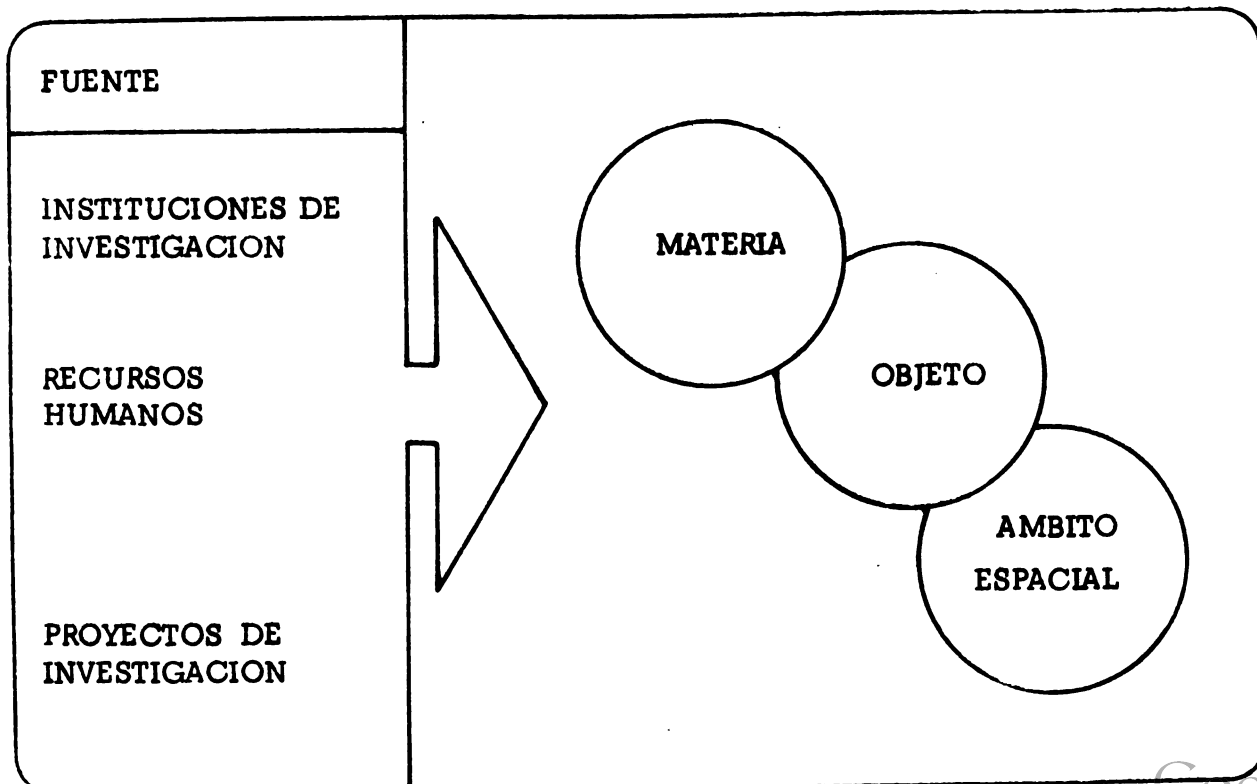 FUENTE
INSTITUCIONES DE
INVESTIGACION
RECURSOS
HUMANOS
PROYECTOS DE
INVESTIGACION
MATERIA
OBJETO
AMBITO
ESPACIAL